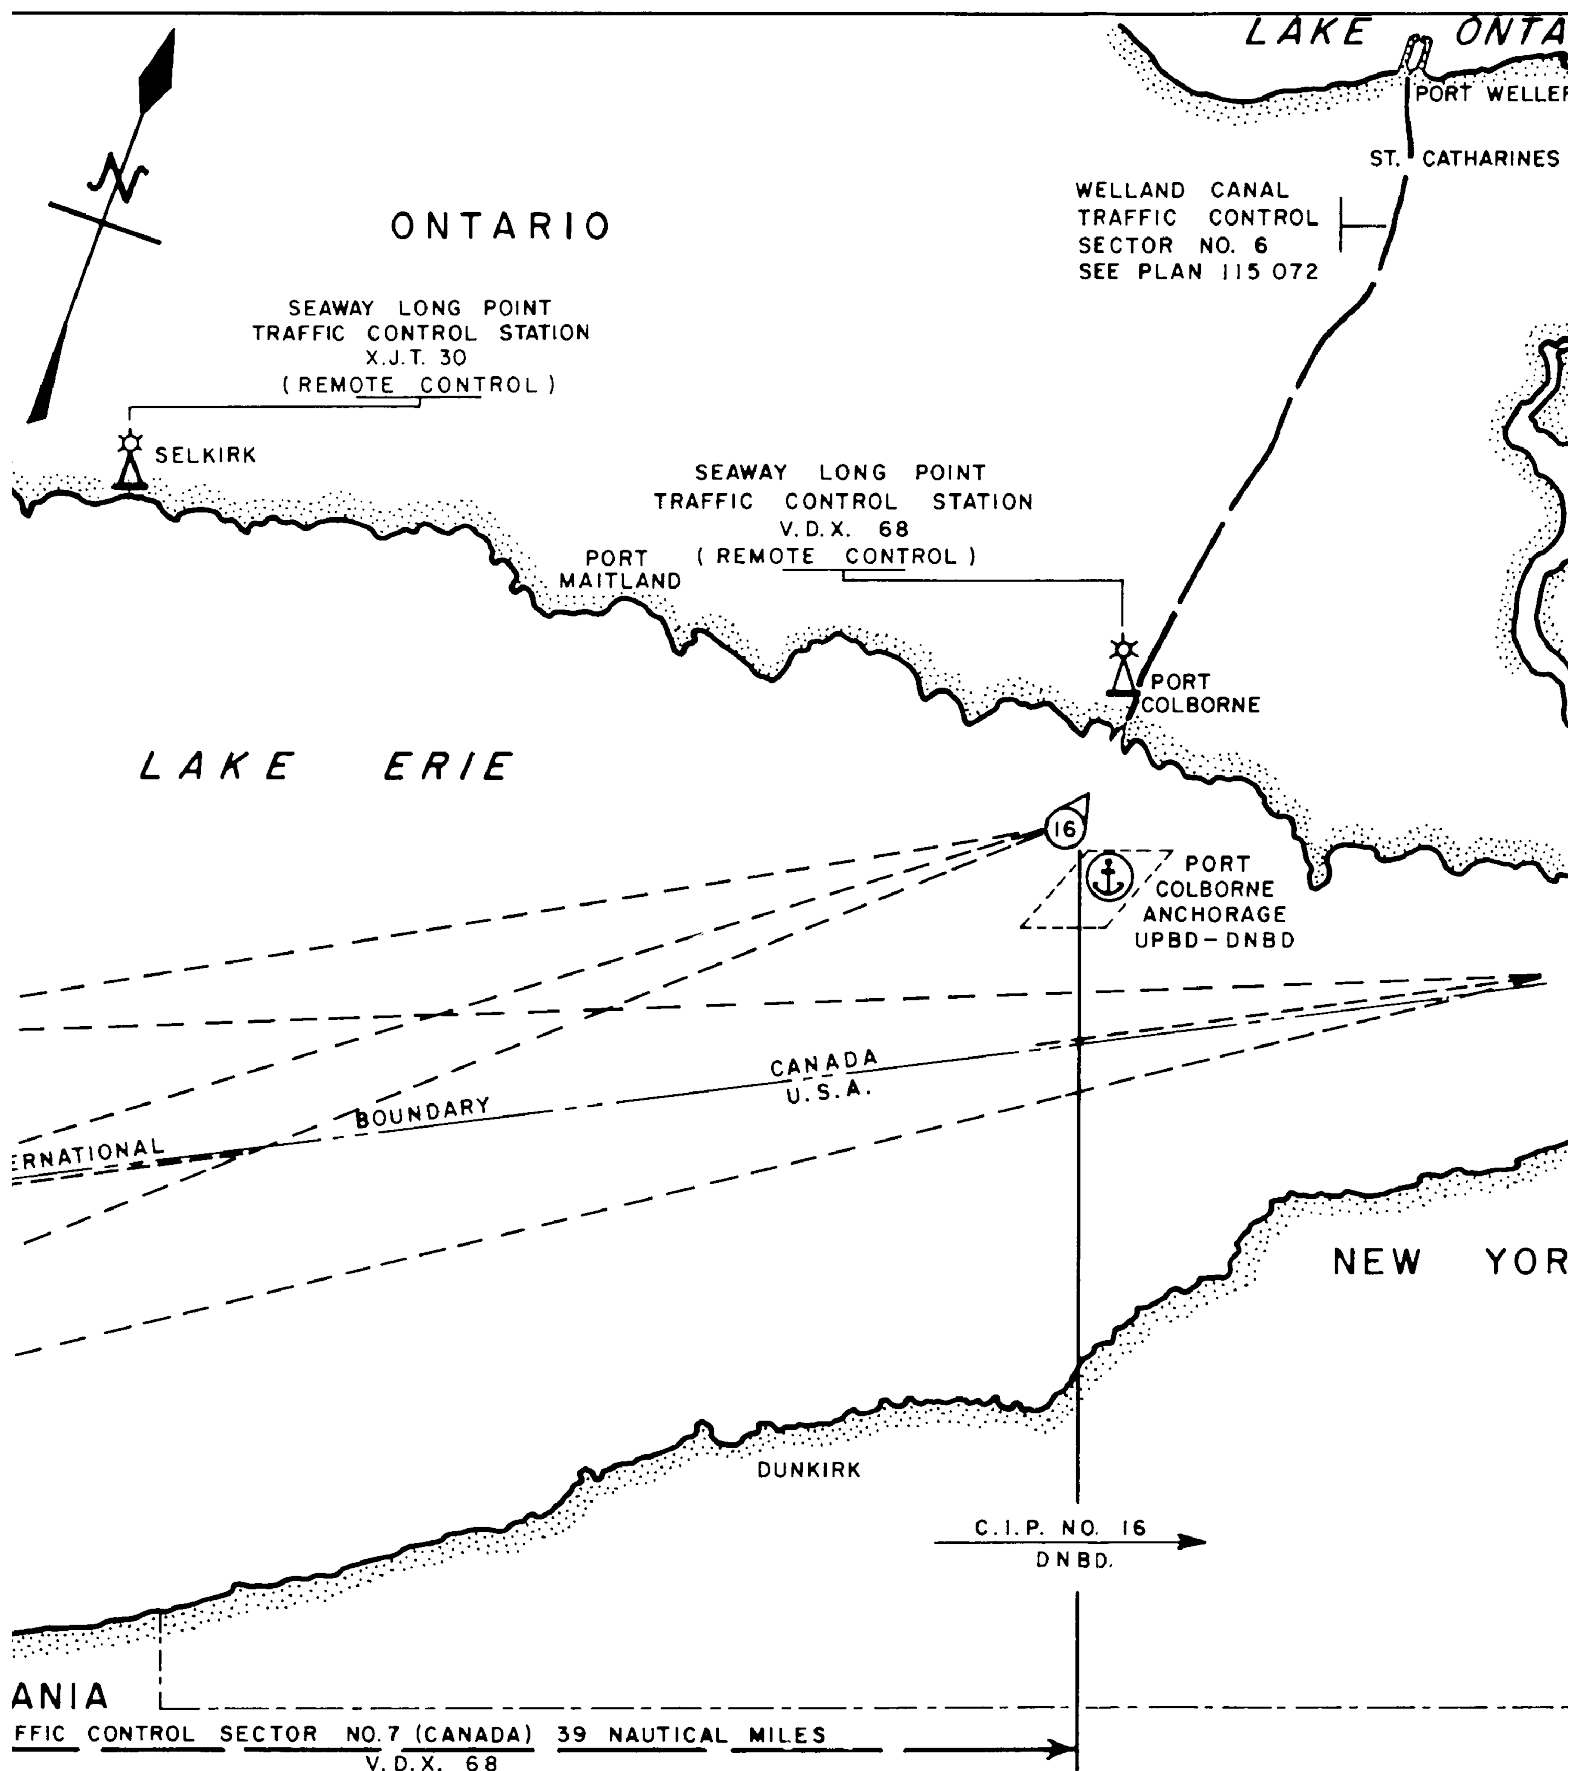 LAKE ONTA
PORT WELLER
ST. CATHARINES
WELLAND CANAL
TRAFFIC CONTROL
SECTOR NO. 6
SEE PLAN 115 072
N
ONTARIO
SEAWAY LONG POINT
TRAFFIC CONTROL STATION
X.J.T. 30
(REMOTE CONTROL)
SELKIRK
SEAWAY LONG POINT
TRAFFIC CONTROL STATION
V.D.X. 68
(REMOTE CONTROL)
PORT
MAITLAND
PORT
COLBORNE
LAKE ERIE
16
PORT
COLBORNE
ANCHORAGE
UPBD-DNBD
CANADA
U.S.A.
ERNATIONAL BOUNDARY
NEW YOR
DUNKIRK
C.I.P. NO. 16
DNBD.
ANIA
FFIC CONTROL SECTOR NO.7 (CANADA) 39 NAUTICAL MILES
V.D.X. 68